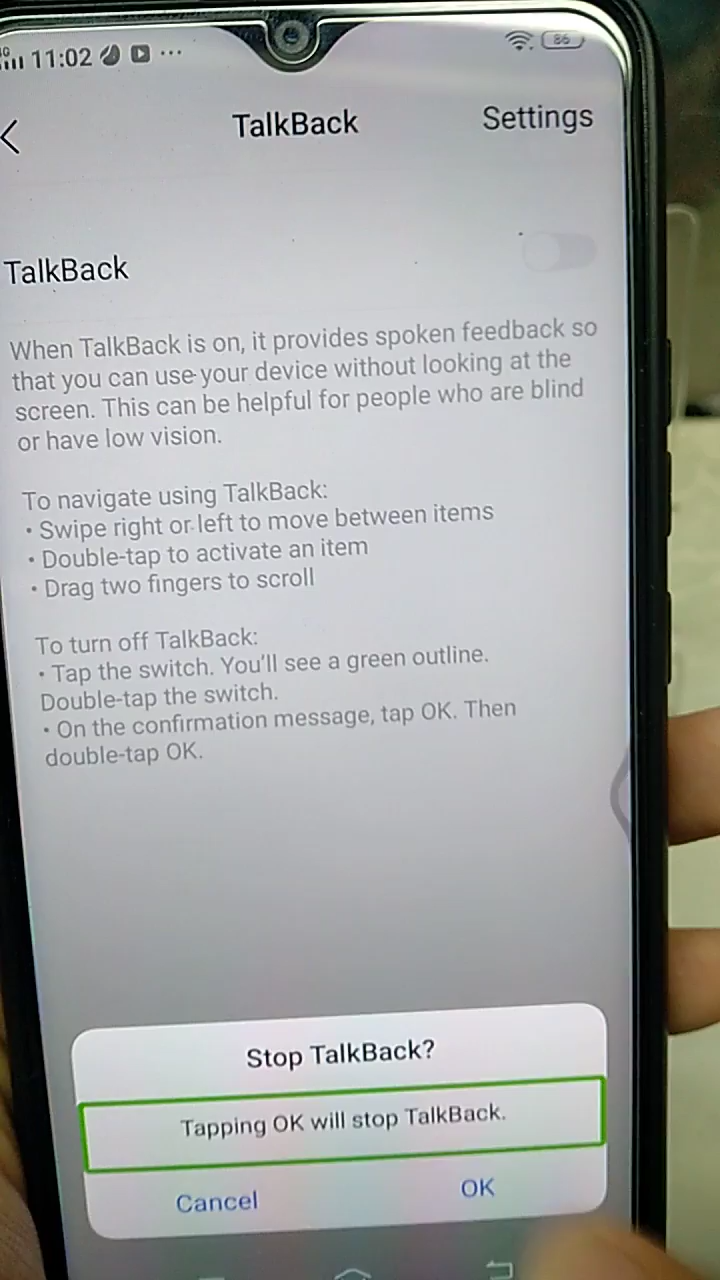 4G 11:02 ... 86
TalkBack Settings
TalkBack
When TalkBack is on, it provides spoken feedback so
that you can use your device without looking at the
screen. This can be helpful for people who are blind
or have low vision.
To navigate using TalkBack:
• Swipe right or left to move between items
• Double-tap to activate an item
• Drag two fingers to scroll
To turn off TalkBack:
• Tap the switch. You'll see a green outline.
Double-tap the switch.
• On the confirmation message, tap OK. Then
double-tap OK.
Stop TalkBack?
Tapping OK will stop TalkBack.
Cancel OK